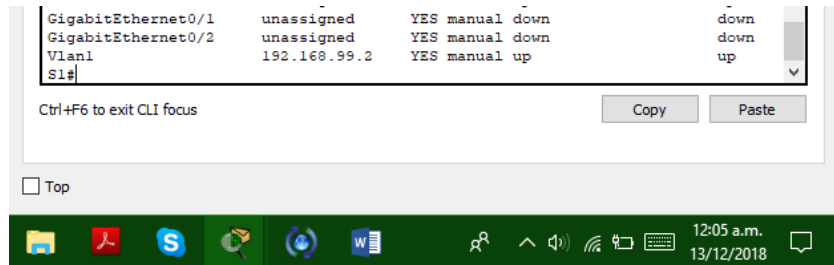 GigabitEthernet0/1 unassigned YES manual down down
GigabitEthernet0/2 unassigned YES manual down down
Vlan1 192.168.99.2 YES manual up up
S1#
Ctrl+F6 to exit CLI focus Copy Paste
Top
12:05 a.m.
13/12/2018